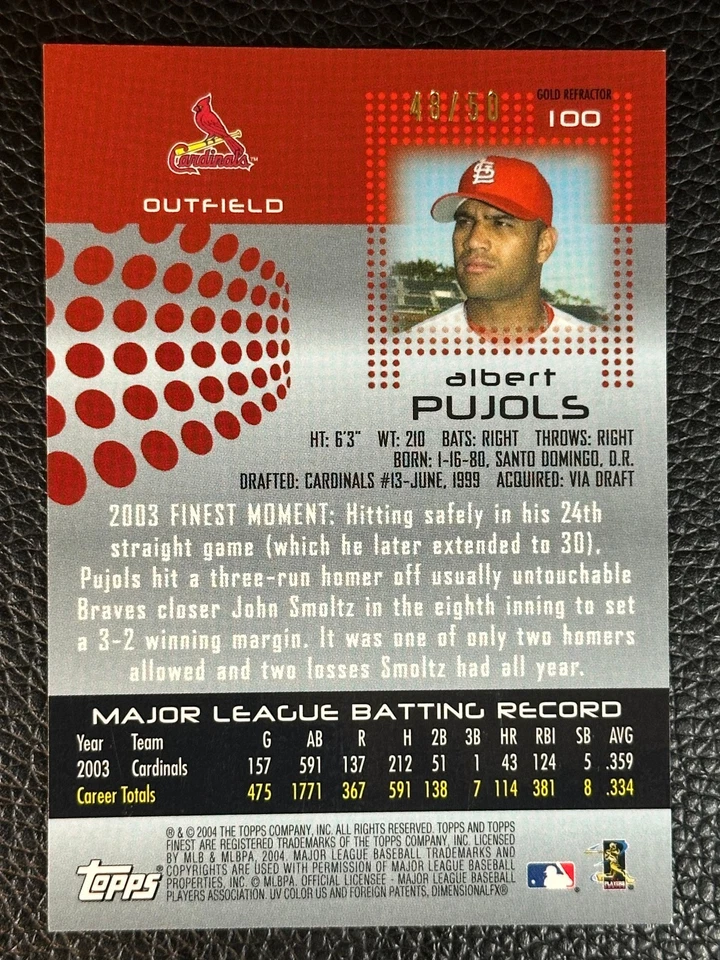 48/50
GOLD REFRACTOR
100
Cardinals™
OUTFIELD
STL
albert
PUJOLS
HT: 6'3" WT: 210 BATS: RIGHT THROWS: RIGHT
BORN: 1-16-80, SANTO DOMINGO, D.R.
DRAFTED: CARDINALS #13-JUNE, 1999 ACQUIRED: VIA DRAFT
2003 FINEST MOMENT: Hitting safely in his 24th
straight game (which he later extended to 30),
Pujols hit a three-run homer off usually untouchable
Braves closer John Smoltz in the eighth inning to set
a 3-2 winning margin. It was one of only two homers
allowed and two losses Smoltz had all year.
MAJOR LEAGUE BATTING RECORD
Year Team G AB R H 2B 3B HR RBI SB AVG
2003 Cardinals 157 591 137 212 51 1 43 124 5 .359
Career Totals 475 1771 367 591 138 7 114 381 8 .334
® & © 2004 THE TOPPS COMPANY, INC. ALL RIGHTS RESERVED. TOPPS AND TOPPS
FINEST ARE REGISTERED TRADEMARKS OF THE TOPPS COMPANY, INC. LICENSED
BY MLB & MLBPA, 2004. MAJOR LEAGUE BASEBALL TRADEMARKS AND
COPYRIGHTS ARE USED WITH PERMISSION OF MAJOR LEAGUE BASEBALL
PROPERTIES, INC. © MLBPA. OFFICIAL LICENSEE - MAJOR LEAGUE BASEBALL
PLAYERS ASSOCIATION. UV COLOR US AND FOREIGN PATENTS, DIMENSIONALFX®
TOPPS®
PLAYERS